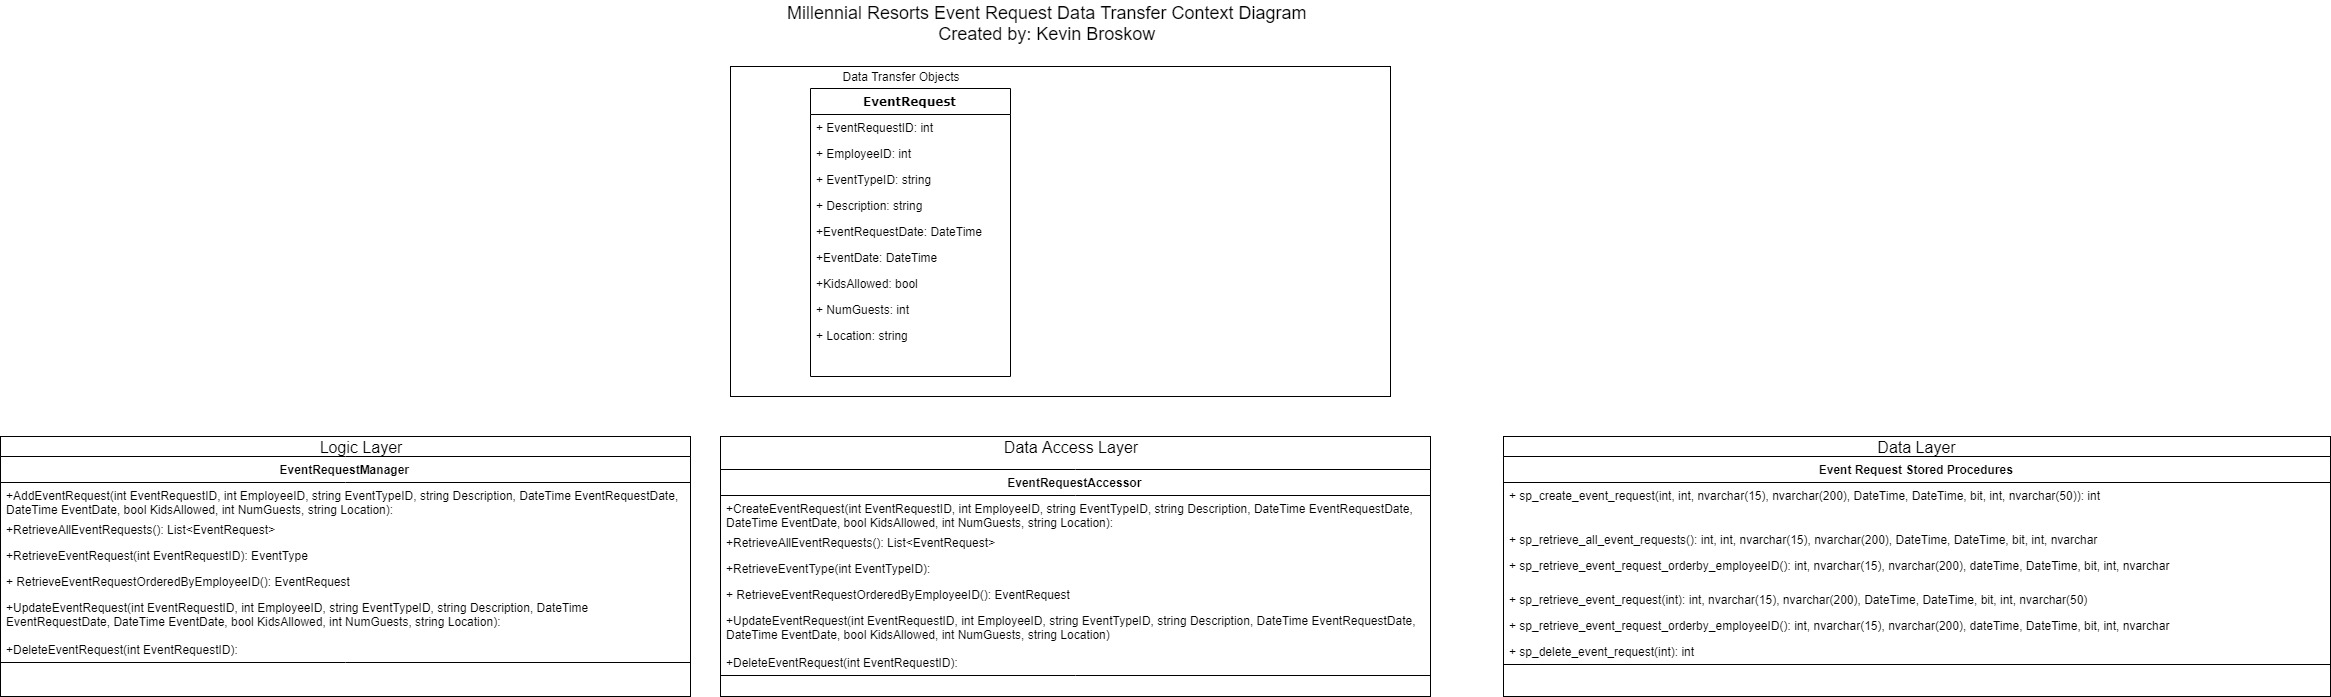 Millennial Resorts Event Request Data Transfer Context Diagram
Created by: Kevin Broskow
Data Transfer Objects
EventRequest
+ EventRequestID: int
+ EmployeeID: int
+ EventTypeID: string
+ Description: string
+EventRequestDate: DateTime
+EventDate: DateTime
+KidsAllowed: bool
+ NumGuests: int
+ Location: string
Logic Layer
EventRequestManager
+AddEventRequest(int EventRequestID, int EmployeeID, string EventTypeID, string Description, DateTime EventRequestDate,
DateTime EventDate, bool KidsAllowed, int NumGuests, string Location):
+RetrieveAllEventRequests(): List<EventRequest>
+RetrieveEventRequest(int EventRequestID): EventType
+ RetrieveEventRequestOrderedByEmployeeID(): EventRequest
+UpdateEventRequest(int EventRequestID, int EmployeeID, string EventTypeID, string Description, DateTime
EventRequestDate, DateTime EventDate, bool KidsAllowed, int NumGuests, string Location):
+DeleteEventRequest(int EventRequestID):
Data Access Layer
EventRequestAccessor
+CreateEventRequest(int EventRequestID, int EmployeeID, string EventTypeID, string Description, DateTime EventRequestDate,
DateTime EventDate, bool KidsAllowed, int NumGuests, string Location):
+RetrieveAllEventRequests(): List<EventRequest>
+RetrieveEventType(int EventTypeID):
+ RetrieveEventRequestOrderedByEmployeeID(): EventRequest
+UpdateEventRequest(int EventRequestID, int EmployeeID, string EventTypeID, string Description, DateTime EventRequestDate,
DateTime EventDate, bool KidsAllowed, int NumGuests, string Location)
+DeleteEventRequest(int EventRequestID):
Data Layer
Event Request Stored Procedures
+ sp_create_event_request(int, int, nvarchar(15), nvarchar(200), DateTime, DateTime, bit, int, nvarchar(50)): int
+ sp_retrieve_all_event_requests(): int, int, nvarchar(15), nvarchar(200), DateTime, DateTime, bit, int, nvarchar
+ sp_retrieve_event_request_orderby_employeeID(): int, nvarchar(15), nvarchar(200), dateTime, DateTime, bit, int, nvarchar
+ sp_retrieve_event_request(int): int, nvarchar(15), nvarchar(200), DateTime, DateTime, bit, int, nvarchar(50)
+ sp_retrieve_event_request_orderby_employeeID(): int, nvarchar(15), nvarchar(200), dateTime, DateTime, bit, int, nvarchar
+ sp_delete_event_request(int): int